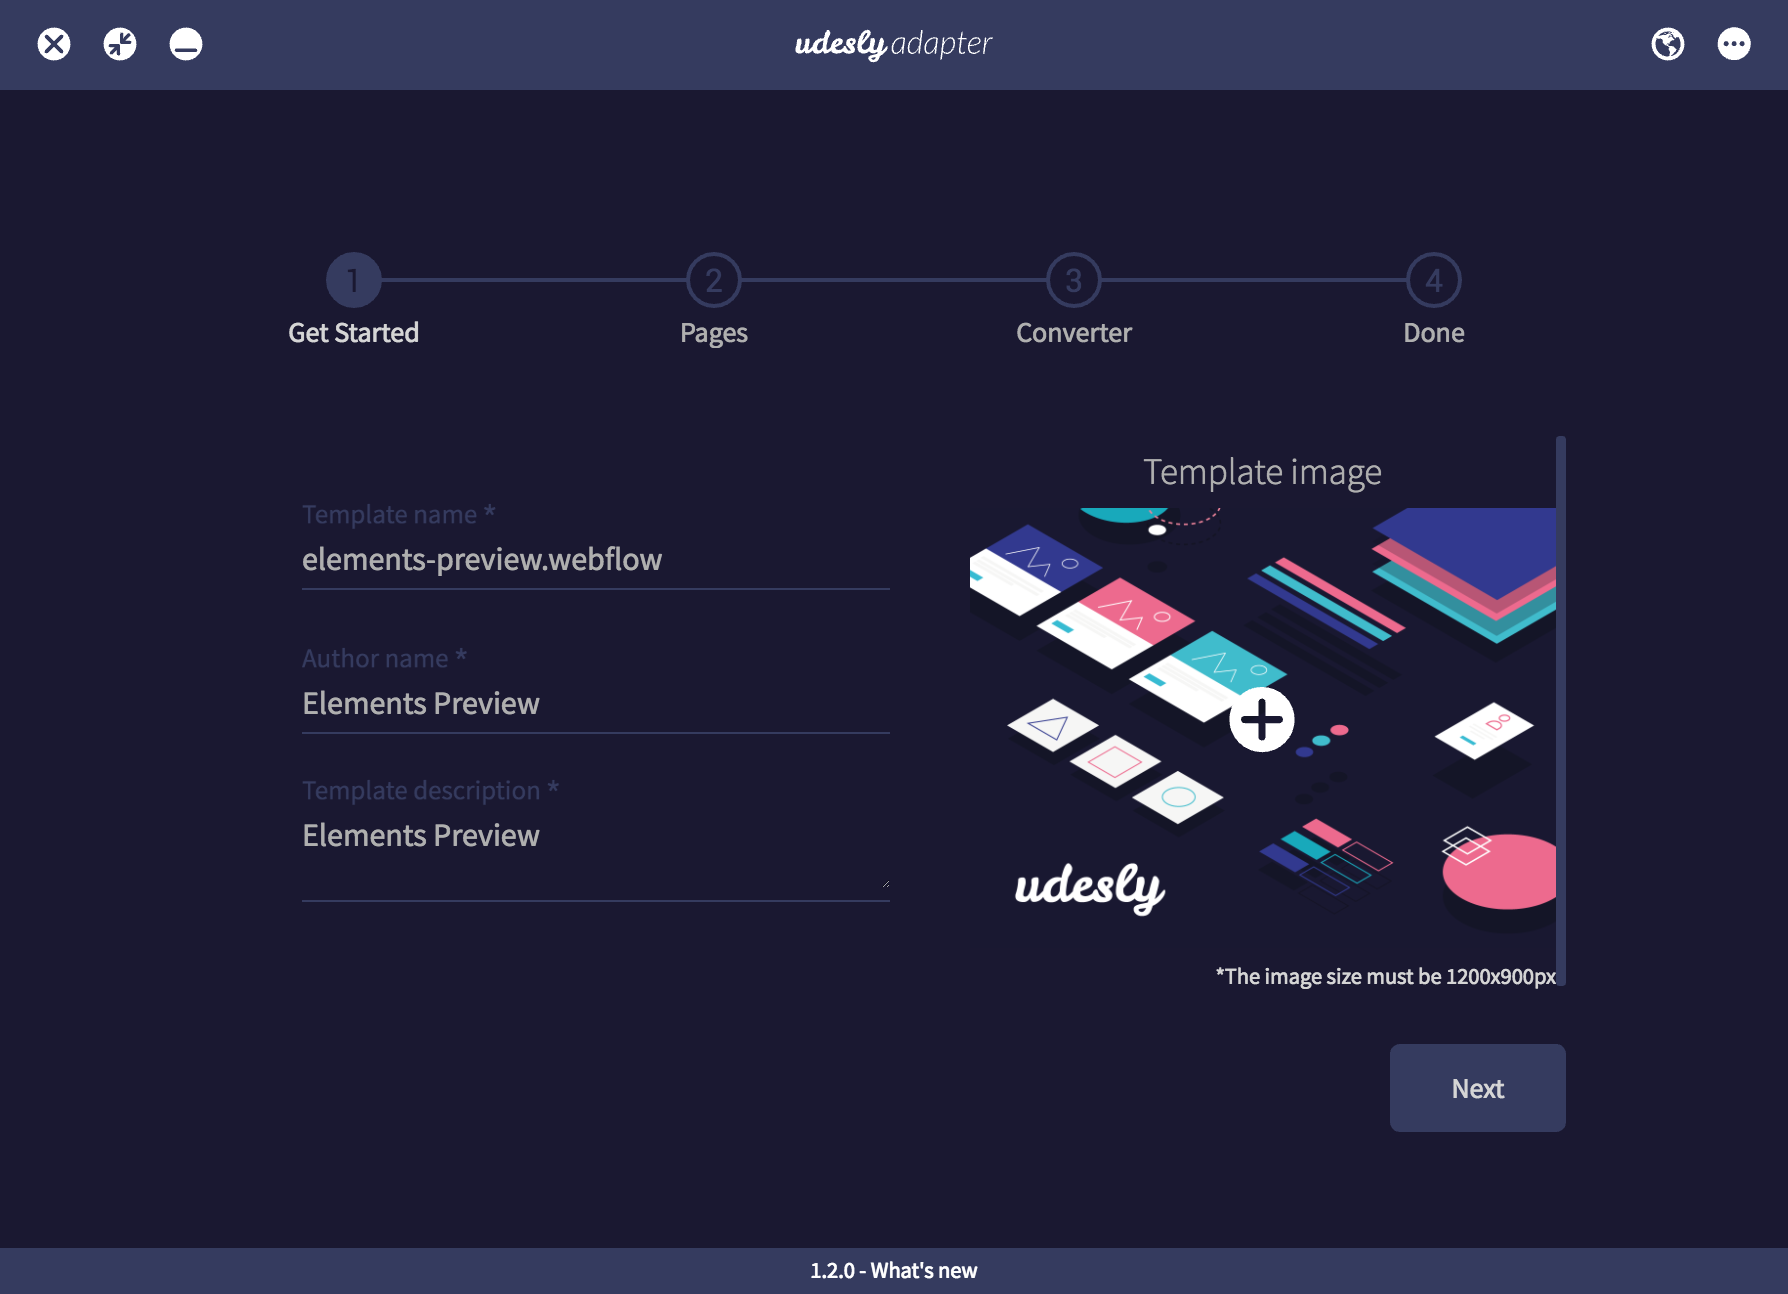 udesly adapter
1
2
3
4
Get Started
Pages
Converter
Done
Template name *
elements-preview.webflow
Author name *
Elements Preview
Template description *
Elements Preview
Template image
udesly
*The image size must be 1200x900px
Next
1.2.0 - What's new